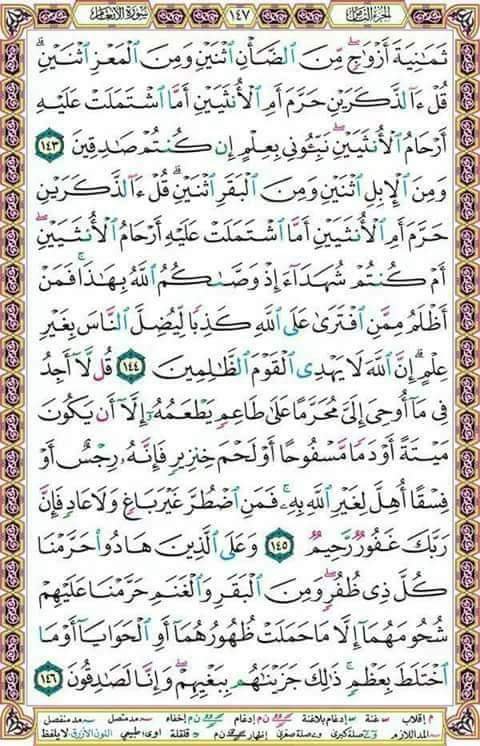 الجزء الثامن ١٤٧ سورة الأنعام
ثَمَٰنِيَةَ أَزْوَٰجٍۖ مِّنَ ٱلضَّأْنِ ٱثْنَيْنِ وَمِنَ ٱلْمَعْزِ ٱثْنَيْنِۗ
قُلْ ءَآلذَّكَرَيْنِ حَرَّمَ أَمِ ٱلْأُنثَيَيْنِ أَمَّا ٱشْتَمَلَتْ عَلَيْهِ
أَرْحَامُ ٱلْأُنثَيَيْنِۖ نَبِّـُٔونِى بِعِلْمٍ إِن كُنتُمْ صَٰدِقِينَ ١٤٣
وَمِنَ ٱلْإِبِلِ ٱثْنَيْنِ وَمِنَ ٱلْبَقَرِ ٱثْنَيْنِۗ قُلْ ءَآلذَّكَرَيْنِ
حَرَّمَ أَمِ ٱلْأُنثَيَيْنِ أَمَّا ٱشْتَمَلَتْ عَلَيْهِ أَرْحَامُ ٱلْأُنثَيَيْنِۖ
أَمْ كُنتُمْ شُهَدَآءَ إِذْ وَصَّىٰكُمُ ٱللَّهُ بِهَٰذَاۚ فَمَنْ
أَظْلَمُ مِمَّنِ ٱفْتَرَىٰ عَلَى ٱللَّهِ كَذِبًا لِّيُضِلَّ ٱلنَّاسَ بِغَيْرِ
عِلْمٍۗ إِنَّ ٱللَّهَ لَا يَهْدِى ٱلْقَوْمَ ٱلظَّٰلِمِينَ ١٤٤ قُل لَّآ أَجِدُ
فِى مَآ أُوحِىَ إِلَىَّ مُحَرَّمًا عَلَىٰ طَاعِمٍ يَطْعَمُهُۥٓ إِلَّآ أَن يَكُونَ
مَيْتَةً أَوْ دَمًا مَّسْفُوحًا أَوْ لَحْمَ خِنزِيرٍ فَإِنَّهُۥ رِجْسٌ أَوْ
فِسْقًا أُهِلَّ لِغَيْرِ ٱللَّهِ بِهِۦۚ فَمَنِ ٱضْطُرَّ غَيْرَ بَاغٍ وَلَا عَادٍ فَإِنَّ
رَبَّكَ غَفُورٌ رَّحِيمٌ ١٤٥ وَعَلَى ٱلَّذِينَ هَادُوا۟ حَرَّمْنَا
كُلَّ ذِى ظُفُرٍۖ وَمِنَ ٱلْبَقَرِ وَٱلْغَنَمِ حَرَّمْنَا عَلَيْهِمْ
شُحُومَهُمَآ إِلَّا مَا حَمَلَتْ ظُهُورُهُمَآ أَوِ ٱلْحَوَايَآ أَوْ مَا
ٱخْتَلَطَ بِعَظْمٍۚ ذَٰلِكَ جَزَيْنَٰهُم بِبَغْيِهِمْۖ وَإِنَّا لَصَٰدِقُونَ ١٤٦
م إقلاب س غنة س إدغام بلاغنة ن م إدغام ن م إخفاء مد متصل مد منفصل
المد اللازم صلة كبرى صلة صغرى إظهار ن م قلقلة اوى: طبيعي اللون الأزرق لا يلفظ